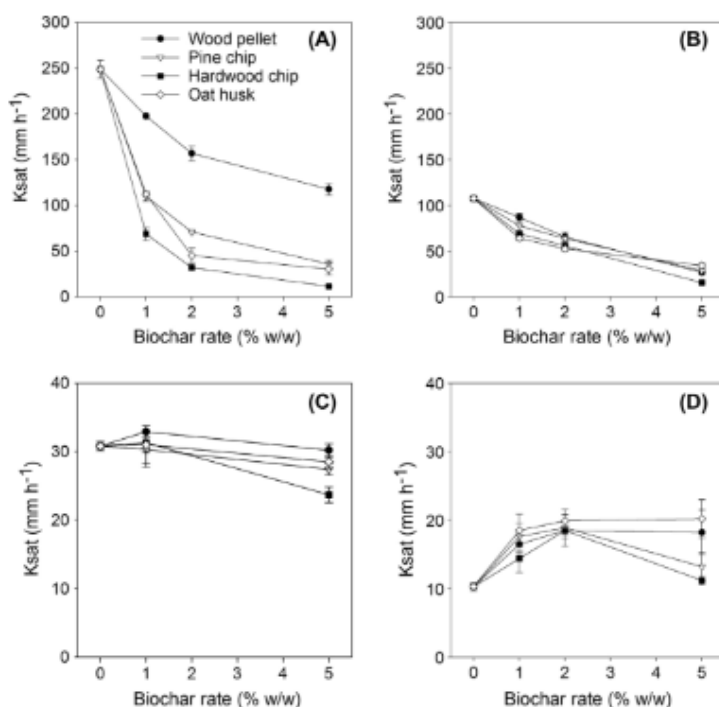 300
(A)
Wood pellet
Pine chip
Hardwood chip
Oat husk
250
200
150
100
50
0
Ksat (mm h⁻¹)
0 1 2 3 4 5
Biochar rate (% w/w)
300
(B)
250
200
150
100
50
0
Ksat (mm h⁻¹)
0 1 2 3 4 5
Biochar rate (% w/w)
40
(C)
30
20
10
0
Ksat (mm h⁻¹)
0 1 2 3 4 5
Biochar rate (% w/w)
40
(D)
30
20
10
0
Ksat (mm h⁻¹)
0 1 2 3 4 5
Biochar rate (% w/w)